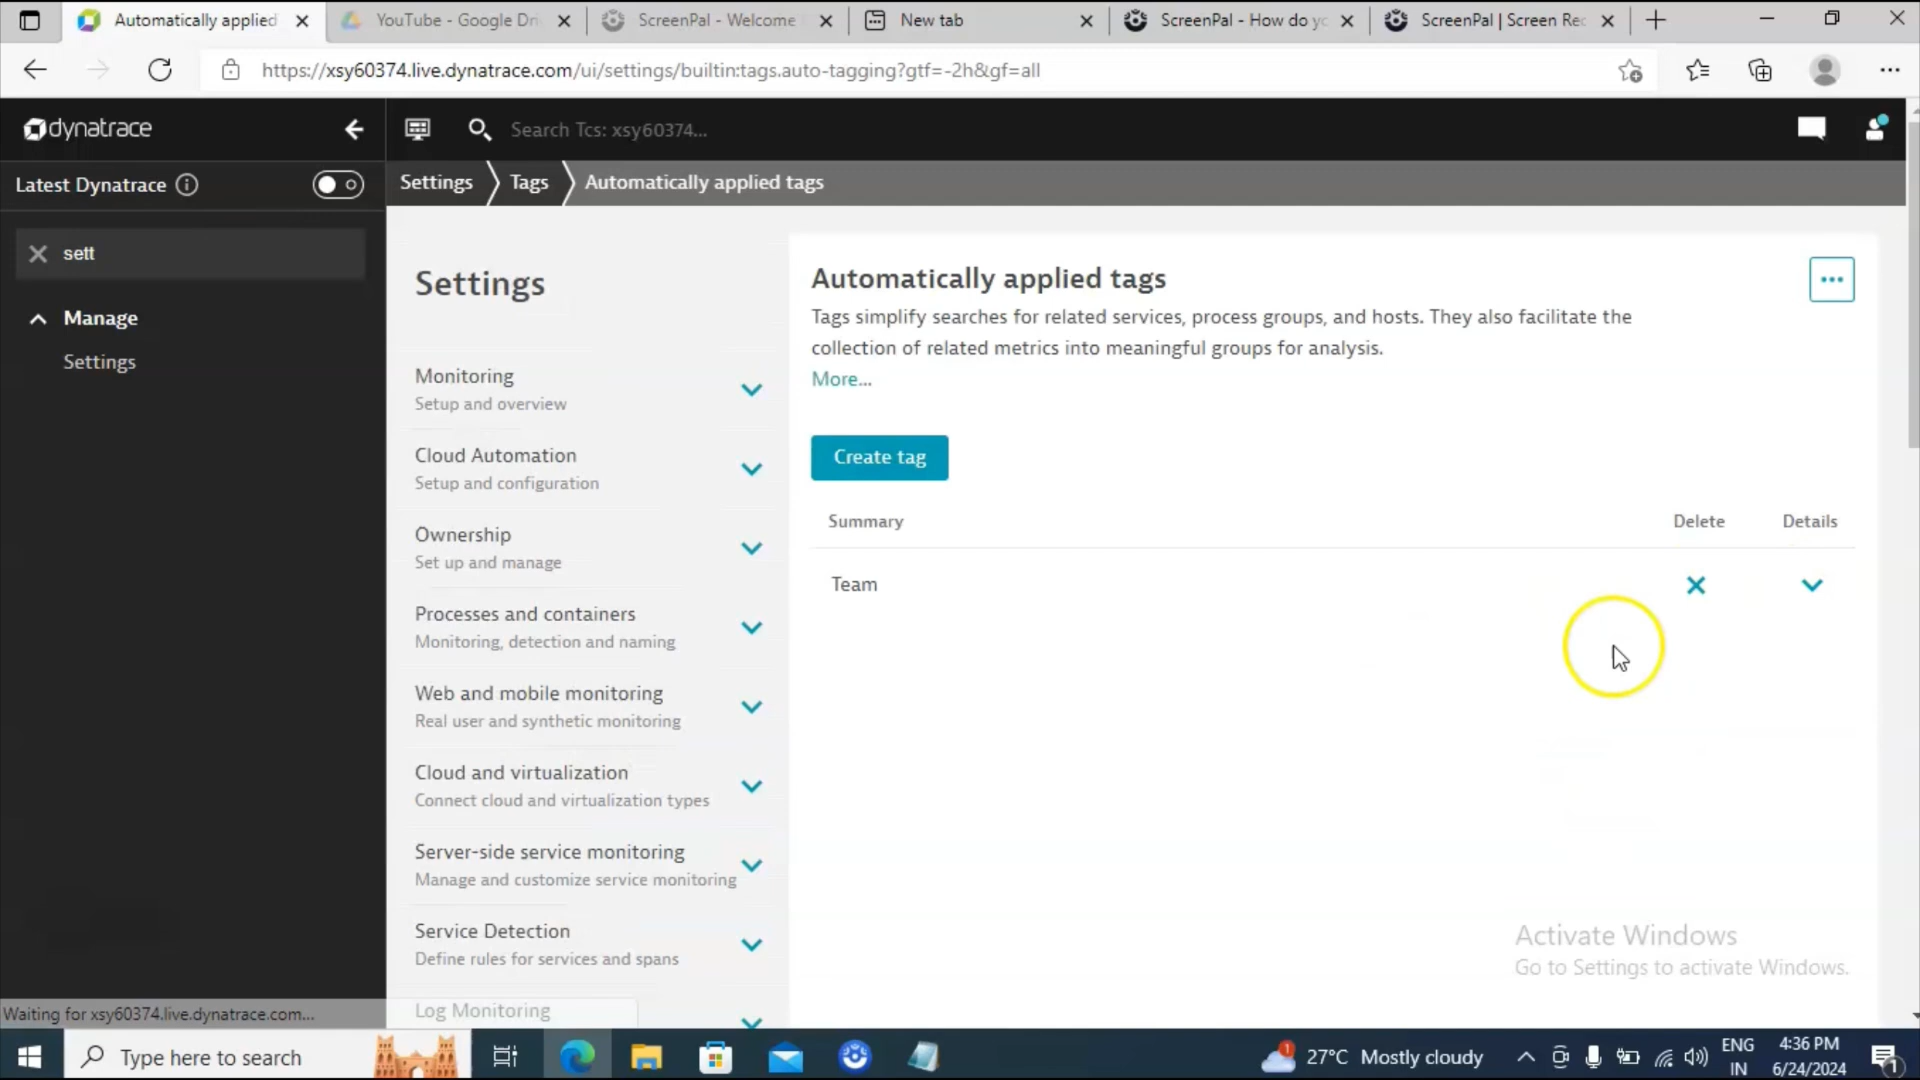 Automatically applied
YouTube - Google Dri
ScreenPal - Welcome
New tab
ScreenPal - How do yo
ScreenPal | Screen Rec
https://xsy60374.live.dynatrace.com/ui/settings/builtin:tags.auto-tagging?gtf=-2h&gf=all
dynatrace
Search Tcs: xsy60374...
Latest Dynatrace
Settings
Tags
Automatically applied tags
sett
Manage
Settings
Settings
Monitoring
Setup and overview
Cloud Automation
Setup and configuration
Ownership
Set up and manage
Processes and containers
Monitoring, detection and naming
Web and mobile monitoring
Real user and synthetic monitoring
Cloud and virtualization
Connect cloud and virtualization types
Server-side service monitoring
Manage and customize service monitoring
Service Detection
Define rules for services and spans
Log Monitoring
Automatically applied tags
Tags simplify searches for related services, process groups, and hosts. They also facilitate the
collection of related metrics into meaningful groups for analysis.
More...
Create tag
Summary
Delete
Details
Team
Activate Windows
Go to Settings to activate Windows.
Waiting for xsy60374.live.dynatrace.com...
Type here to search
1
27°C Mostly cloudy
ENG
IN
4:36 PM
6/24/2024
1